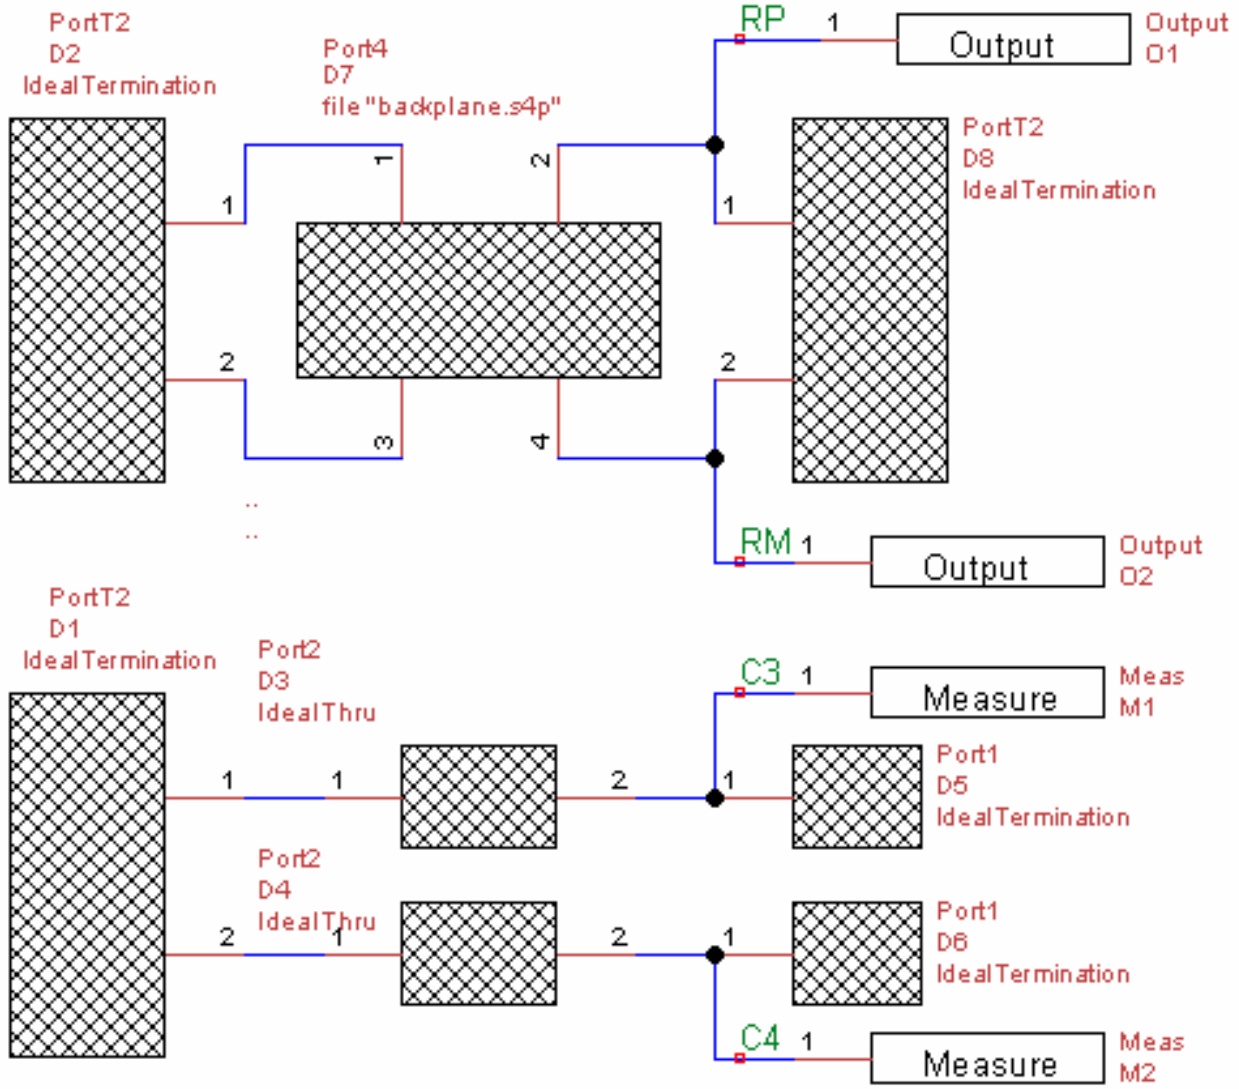 PortT2
D2
IdealTermination
Port4
D7
file"backplane.s4p"
RP
1
Output
Output
O1
PortT2
D8
IdealTermination
1
1
2
1
2
3
4
2
RM
1
Output
Output
O2
..
..
PortT2
D1
IdealTermination
Port2
D3
IdealThru
C3
1
Measure
Meas
M1
1
1
2
1
Port1
D5
IdealTermination
Port2
D4
IdealThru
2
1
2
1
Port1
D6
IdealTermination
C4
1
Measure
Meas
M2